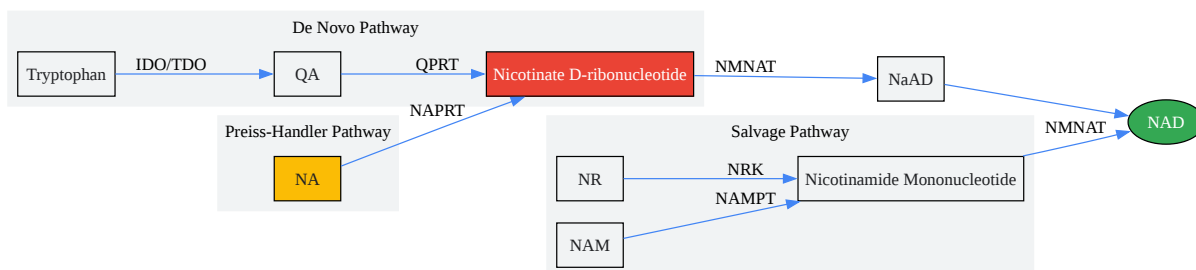 De Novo Pathway
Tryptophan
IDO/TDO
QA
QPRT
Nicotinate D-ribonucleotide
NMNAT
NaAD
NAPRT
Preiss-Handler Pathway
NA
Salvage Pathway
NMNAT
NAD
NR
NRK
Nicotinamide Mononucleotide
NAMPT
NAM